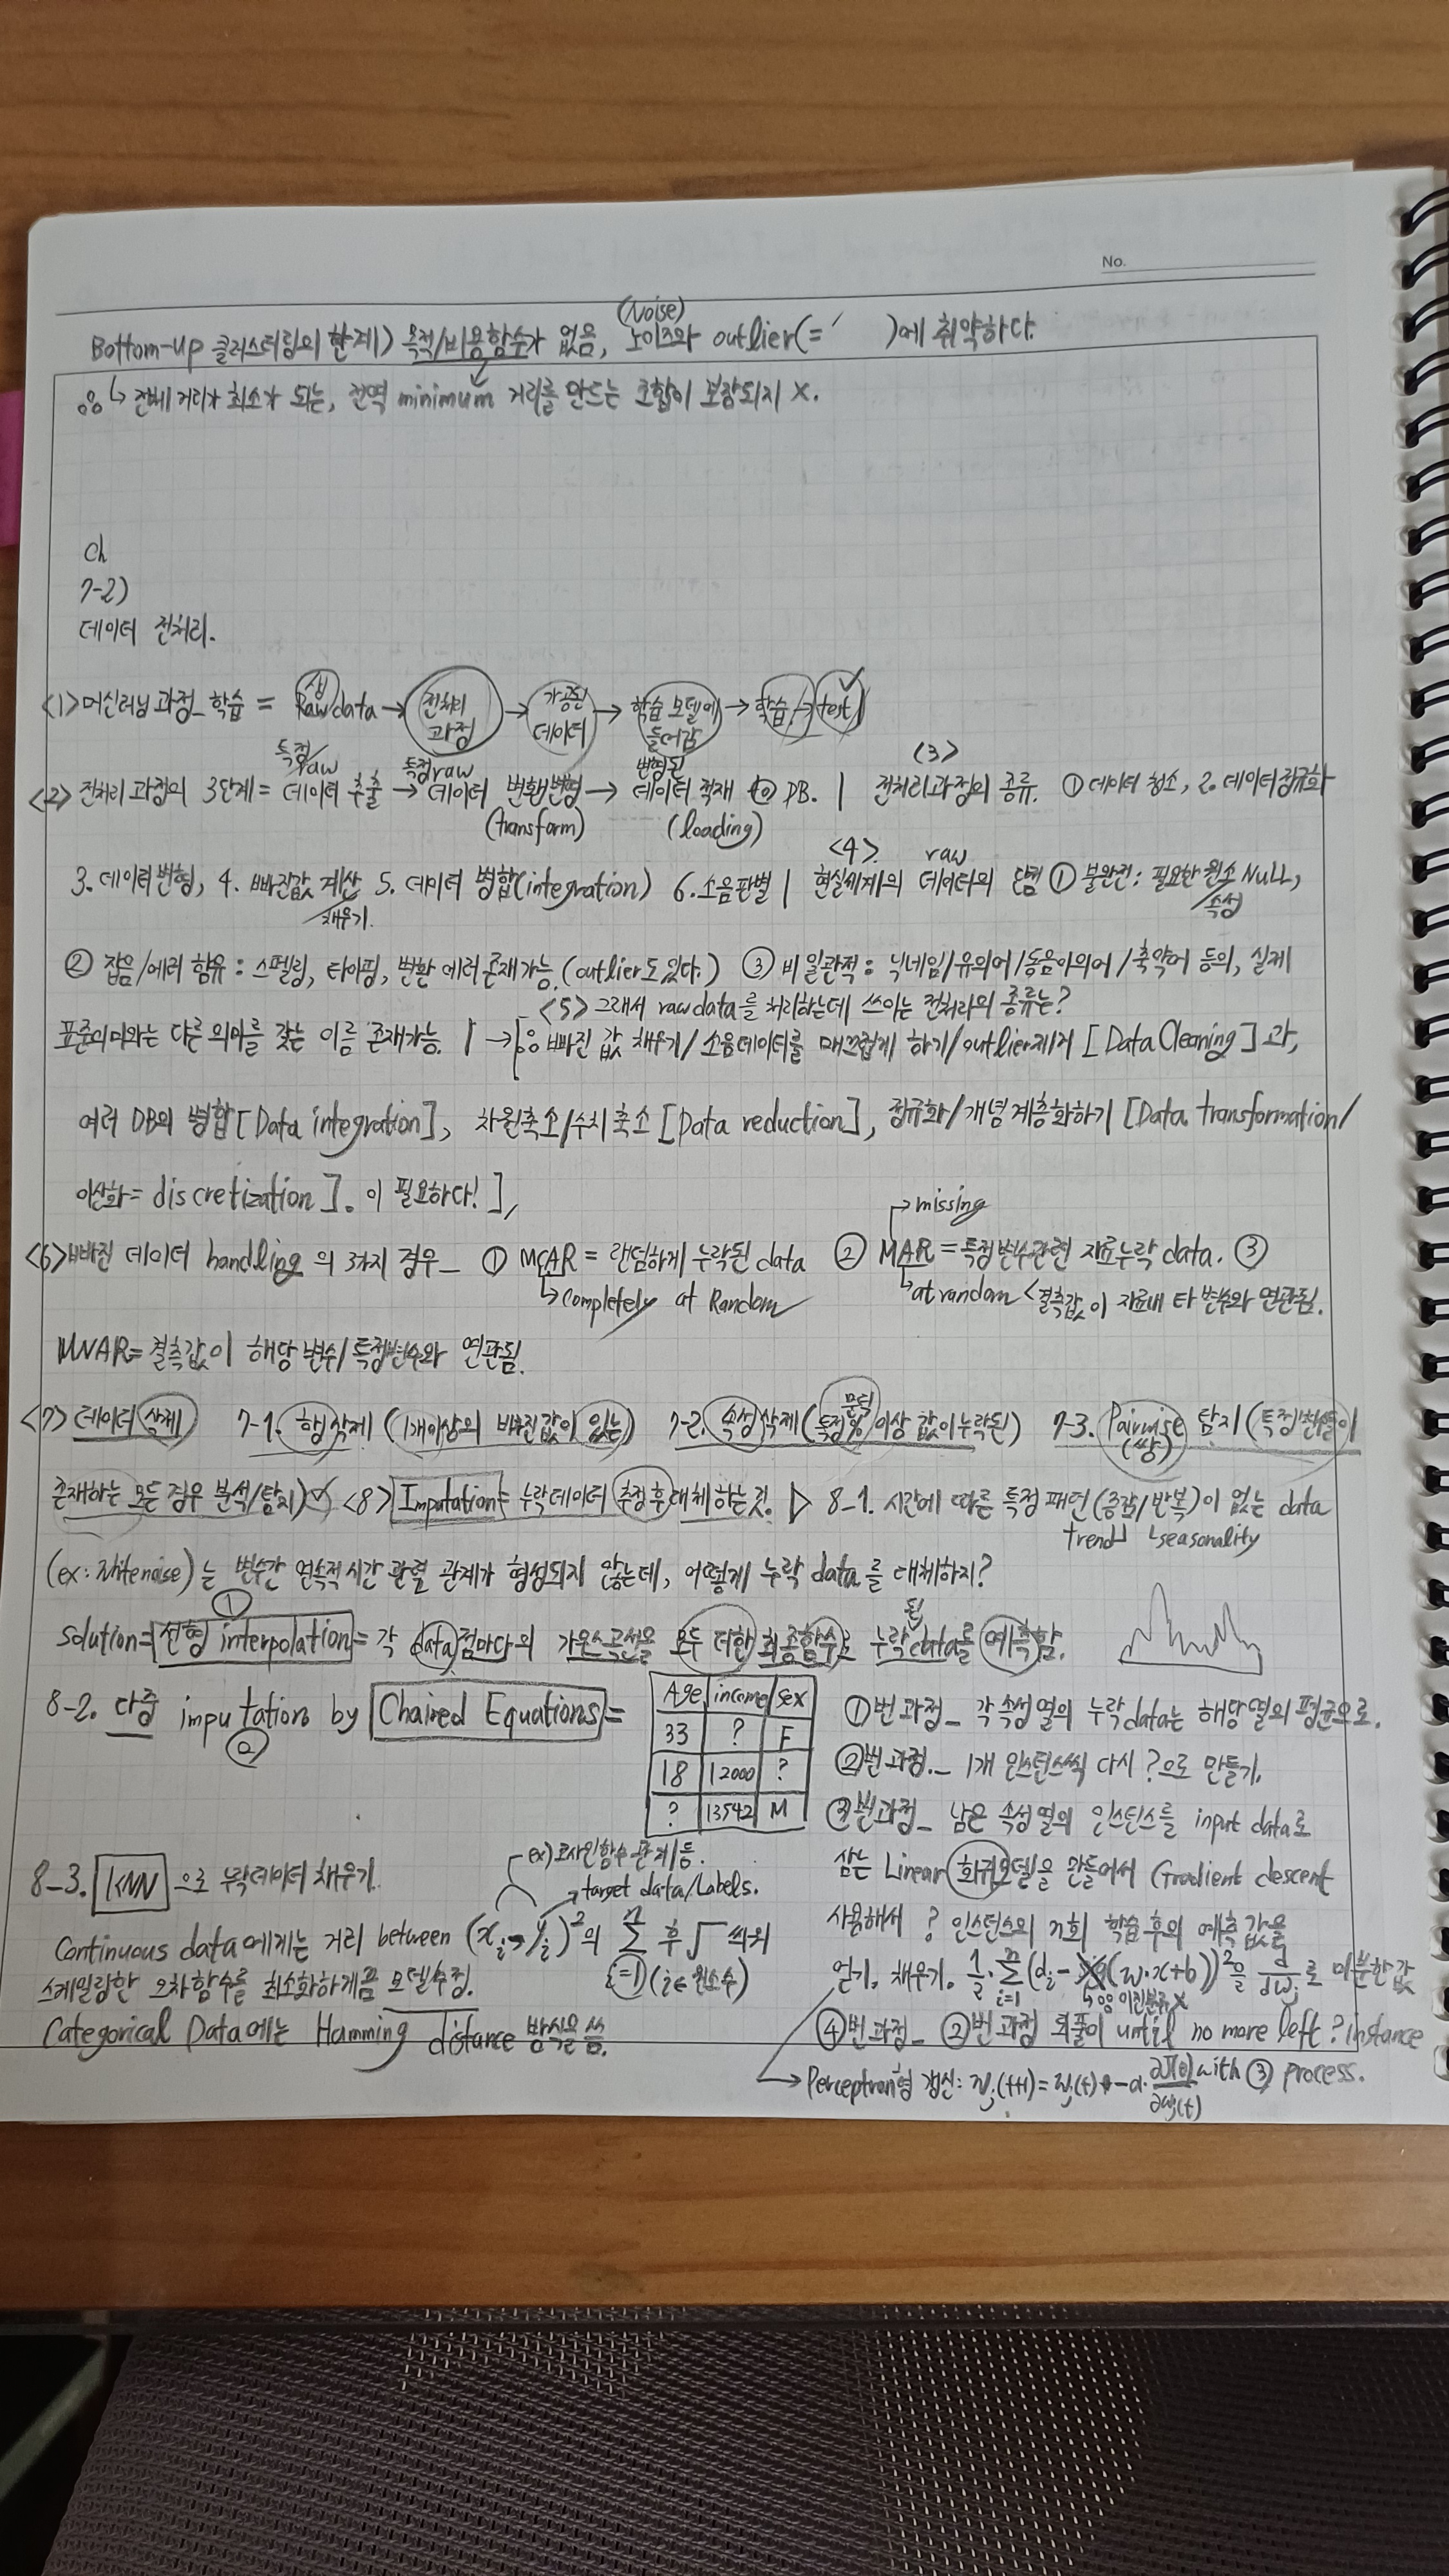 No.
(Noise)
Bottom-up 클러스터링의 한계) 목적/비용함수가 없음, 노이즈와 outlier(= )에 취약하다.
↳ 전체 거리가 최소가 되는, 전역 minimum 거리를 만드는 조합이 보장되지 X.
Ch
7-2)
데이터 전처리.
<1> 머신러닝 과정_ 학습 = Raw data → 전처리 과정 → 가공된 데이터 → 학습 모델에 들어감 → 학습 → test
특정/raw 특정raw 변형된 <3>
<2> 전처리 과정의 3단계 = 데이터 추출 → 데이터 변환/변형 → 데이터 적재 to DB. | 전처리과정의 종류. ① 데이터 청소, 2. 데이터정규화
(transform) (loading)
<4> raw
3. 데이터변형, 4. 빠진값 계산 5. 데이터 병합(integration) 6. 소음판별 | 현실세계의 데이터의 단점 ① 불완전: 필요한 원소 NULL,
채우기. 속성
② 잡음/에러 함유 : 스펠링, 타이핑, 변환 에러존재가능. (outlier도 있다.) ③ 비일관적 : 닉네임/유의어/동음이의어/축약어 등의, 실제
<5> 그래서 raw data를 처리하는데 쓰이는 전처리의 종류는?
표준의미와는 다른 의미를 갖는 이름 존재가능. | → 빠진 값 채우기/소음데이터를 매끄럽게 하기/outlier제거 [Data Cleaning] 과,
여러 DB의 병합 [Data integration], 차원축소/수치축소 [Data reduction], 정규화/개념 계층화하기 [Data transformation/
이산화 = discretization]. 이 필요하다! ],
→ missing
<6> 빠진 데이터 handling 의 3가지 경우_ ① MCAR = 랜덤하게 누락된 data ② MAR = 특정변수관련 자료누락 data. ③
↳ completely at Random ↳ at random < 결측값이 자료내 타 변수와 연관됨.
MNAR = 결측값이 해당 변수/특정변수와 연관됨.
<7> 데이터 삭제 7-1. 행삭제 (1개이상의 빠진값이 있는) 7-2. 속성삭제 (특정% 이상 값이 누락된) 7-3. Pairwise 탐지 (특정변수들이
(쌍)
존재하는 모든 경우 분석/탐지) <8> Imputation = 누락데이터 추정후 대체하는것. ▷ 8-1. 시간에 따른 특정 패턴 (증감/반복)이 없는 data
trend ↳seasonality
(ex: Whitenoise)는 변수간 연속적시간 관련 관계가 형성되지 않는데, 어떻게 누락 data를 대체하지?
①
solution = 선형 interpolation = 각 data점마다의 가우스곡선을 모두 더한 최종함수로 누락된 data를 예측함.
8-2. 다중 imputation by Chained Equations =
②
Age income sex
33 ? F
18 12000 ?
? 13542 M
①번 과정_ 각 속성 열의 누락data는 해당열의 평균으로.
②번 과정._ 1개 인스턴스씩 다시 ?으로 만들기.
③번과정_ 남은 속성 열의 인스턴스를 input data로
삼는 Linear 회귀모델을 만들어서 Gradient descent
사용해서 ? 인스턴스의 n회 학습 후의 예측 값을
얻기. 채우기. ½·Σ(dᵢ-(w·x+b))²을 d/dwⱼ로 미분한 값
i=1 이진분류X
④번 과정_ ②번 과정 되풀이 until no more left ? instance
→ Perceptron형 갱신: wⱼ(t+1) = wⱼ(t) -α·∂J(θ)/∂wⱼ(t) with ③ process.
8-3. KNN 으로 누락데이터 채우기.
ex) 코사인함수 관계 등.
→ target data/Labels.
Continuous data에게는 거리 between (xᵢ→yᵢ)²의 Σ 후 √ 씌워
i=1 (i∈원소수)
스케일링한 오차함수를 최소화하게끔 모델수정.
Categorical Data에는 Hamming distance 방식을 씀.